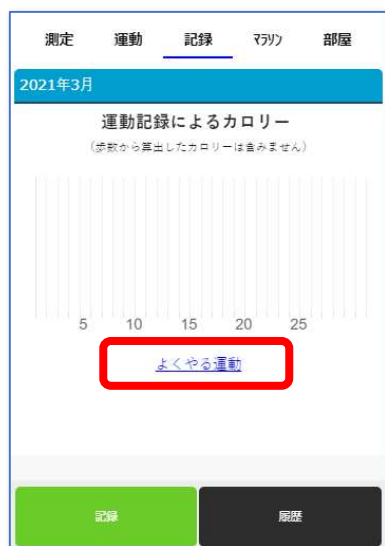 測定 運動 記録 ﾏﾗｿﾝ 部屋
2021年3月
運動記録によるカロリー
(歩数から算出したカロリーは含みません)
5 10 15 20 25
よくやる運動
記録 履歴